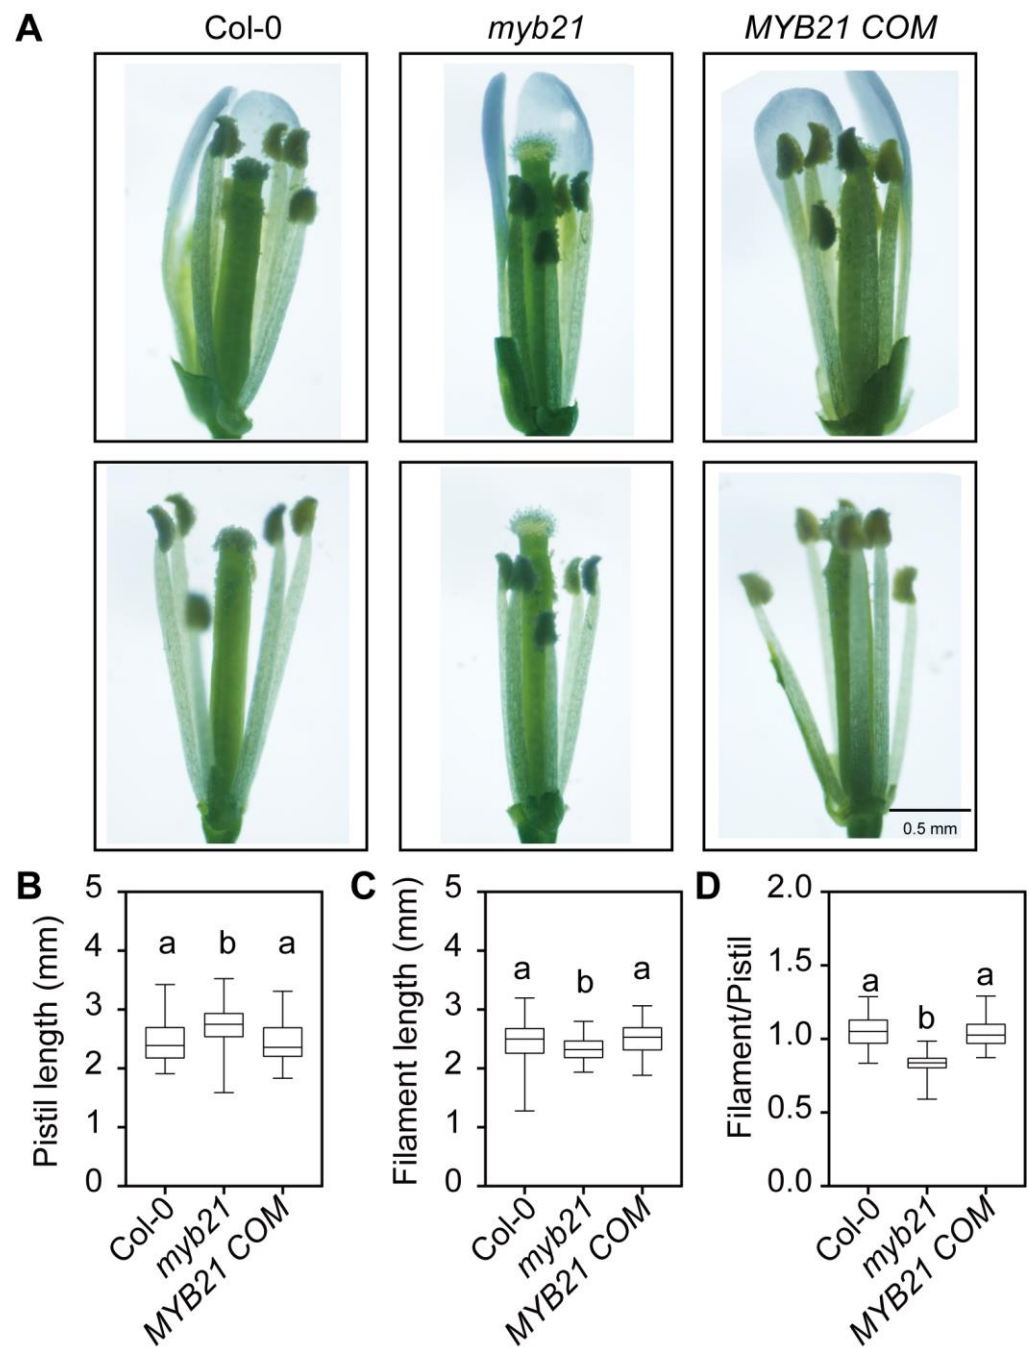 A
Col-0 myb21 MYB21 COM
0.5 mm
B
Pistil length (mm)
5
4
3
2
1
0
a b a
Col-0
myb21
MYB21 COM
C
Filament length (mm)
5
4
3
2
1
0
a b a
Col-0
myb21
MYB21 COM
D
Filament/Pistil
2.0
1.5
1.0
0.5
0.0
a b a
Col-0
myb21
MYB21 COM